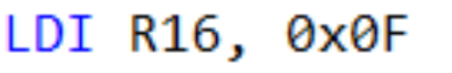 LDI R16, 0x0F